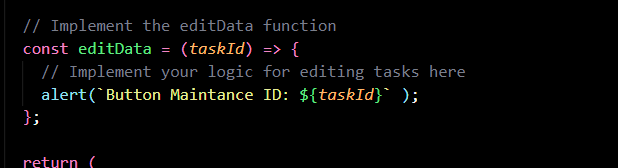 // Implement the editData function
const editData = (taskId) => {
// Implement your logic for editing tasks here
alert(`Button Maintance ID: ${taskId}` );
};
return (